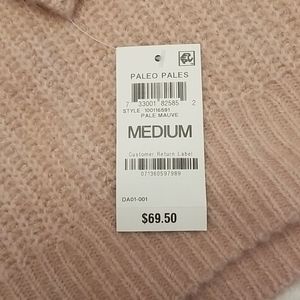 PALEO PALES
7 33001 82585 2
STYLE 100116591
PALE MAUVE
MEDIUM
Customer Return Label
071360597989
DA01-001
$69.50